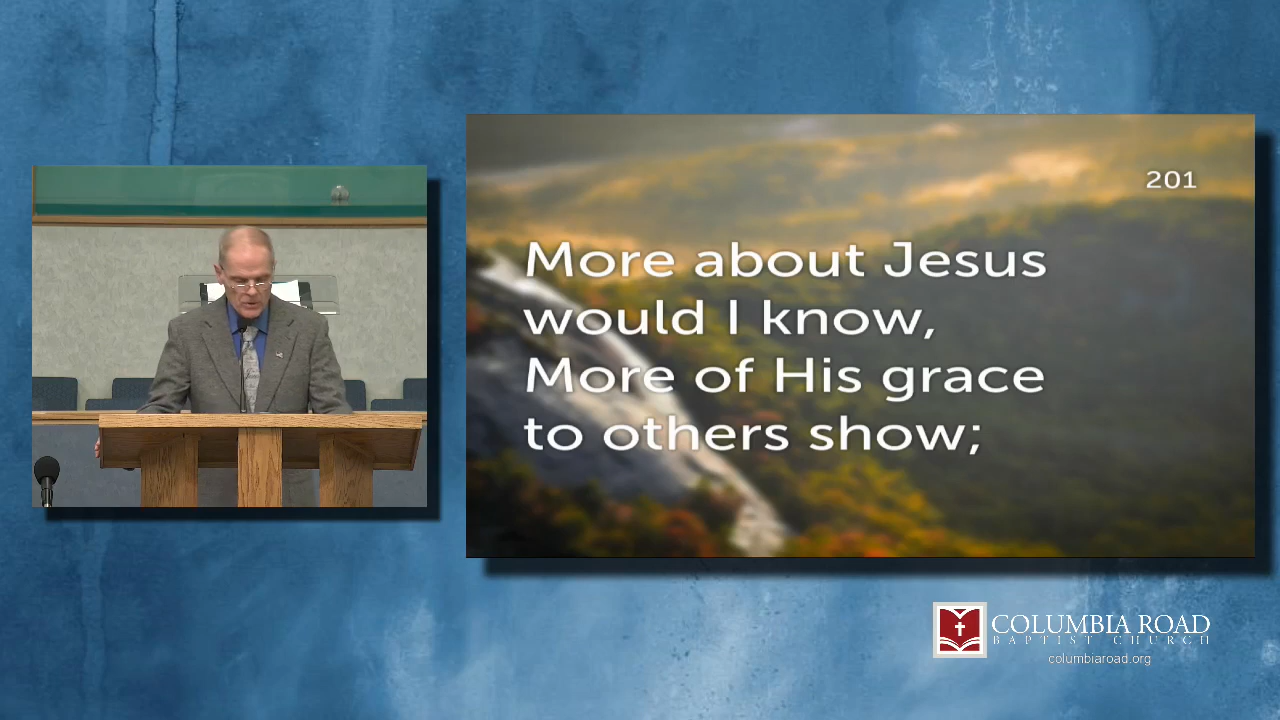 201
More about Jesus
would I know,
More of His grace
to others show;
COLUMBIA ROAD
BAPTIST CHURCH
columbiaroad.org